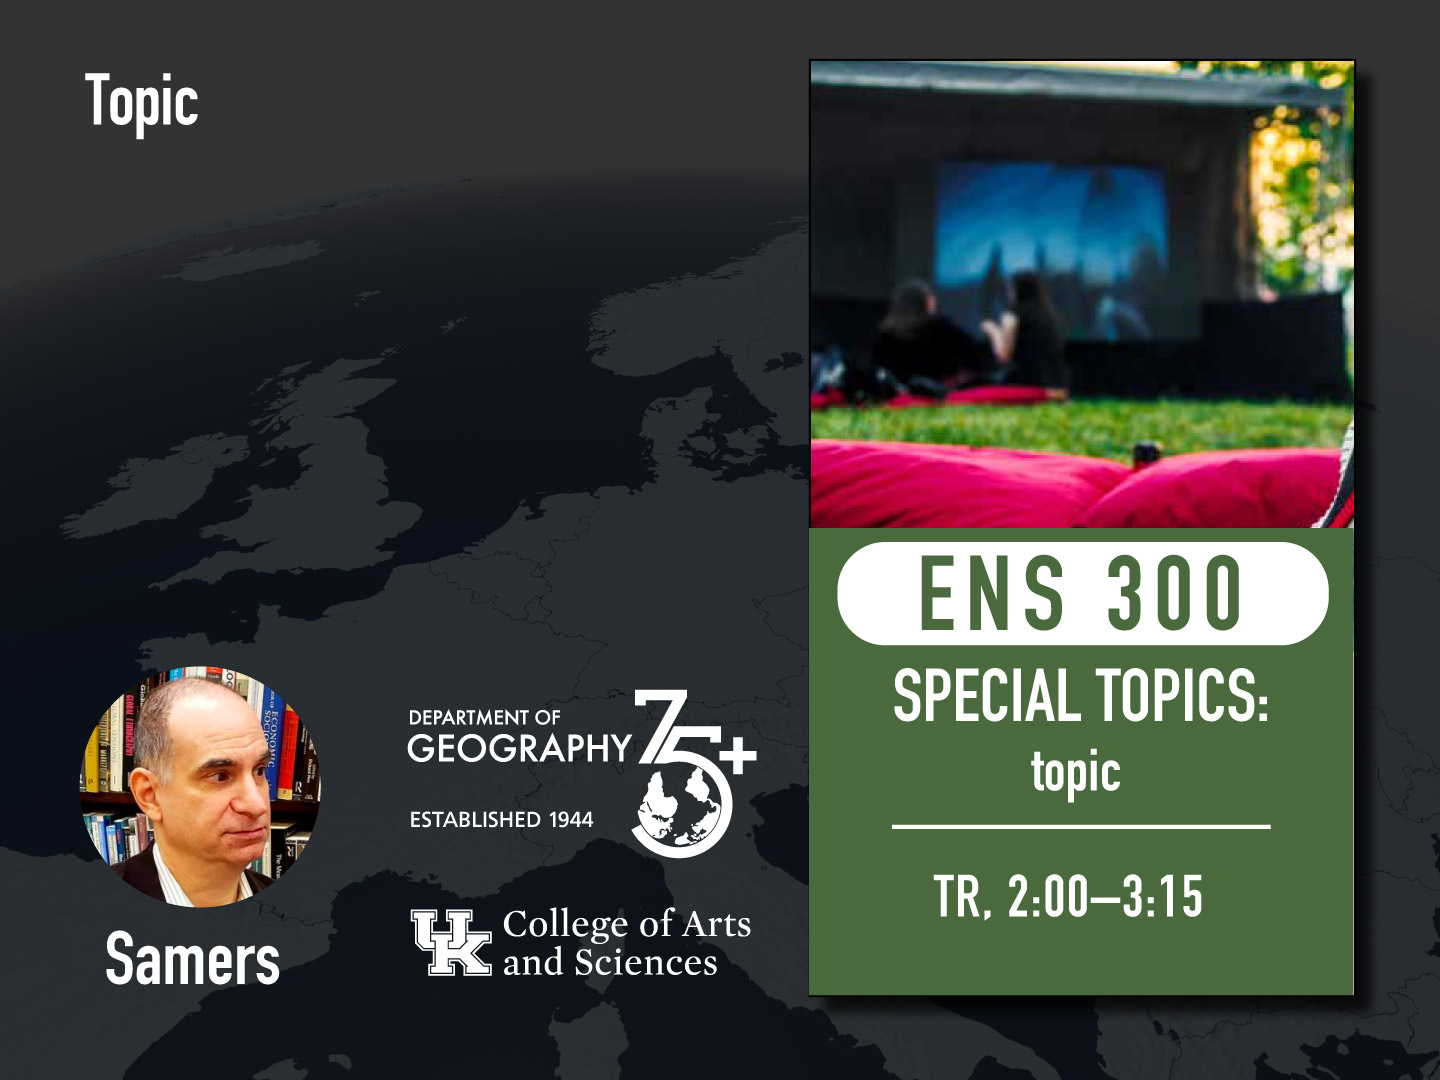 Topic
ENS 300
SPECIAL TOPICS:
topic
TR, 2:00–3:15
Samers
DEPARTMENT OF
GEOGRAPHY
75+
ESTABLISHED 1944
UK
College of Arts
and Sciences